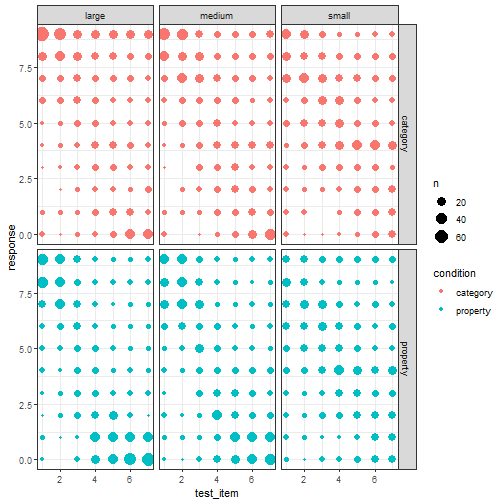 large medium small
7.5
5.0
2.5
0.0
category
7.5
5.0
2.5
0.0
property
response
2 4 6 2 4 6 2 4 6
test_item
n
20
40
60
condition
category
property